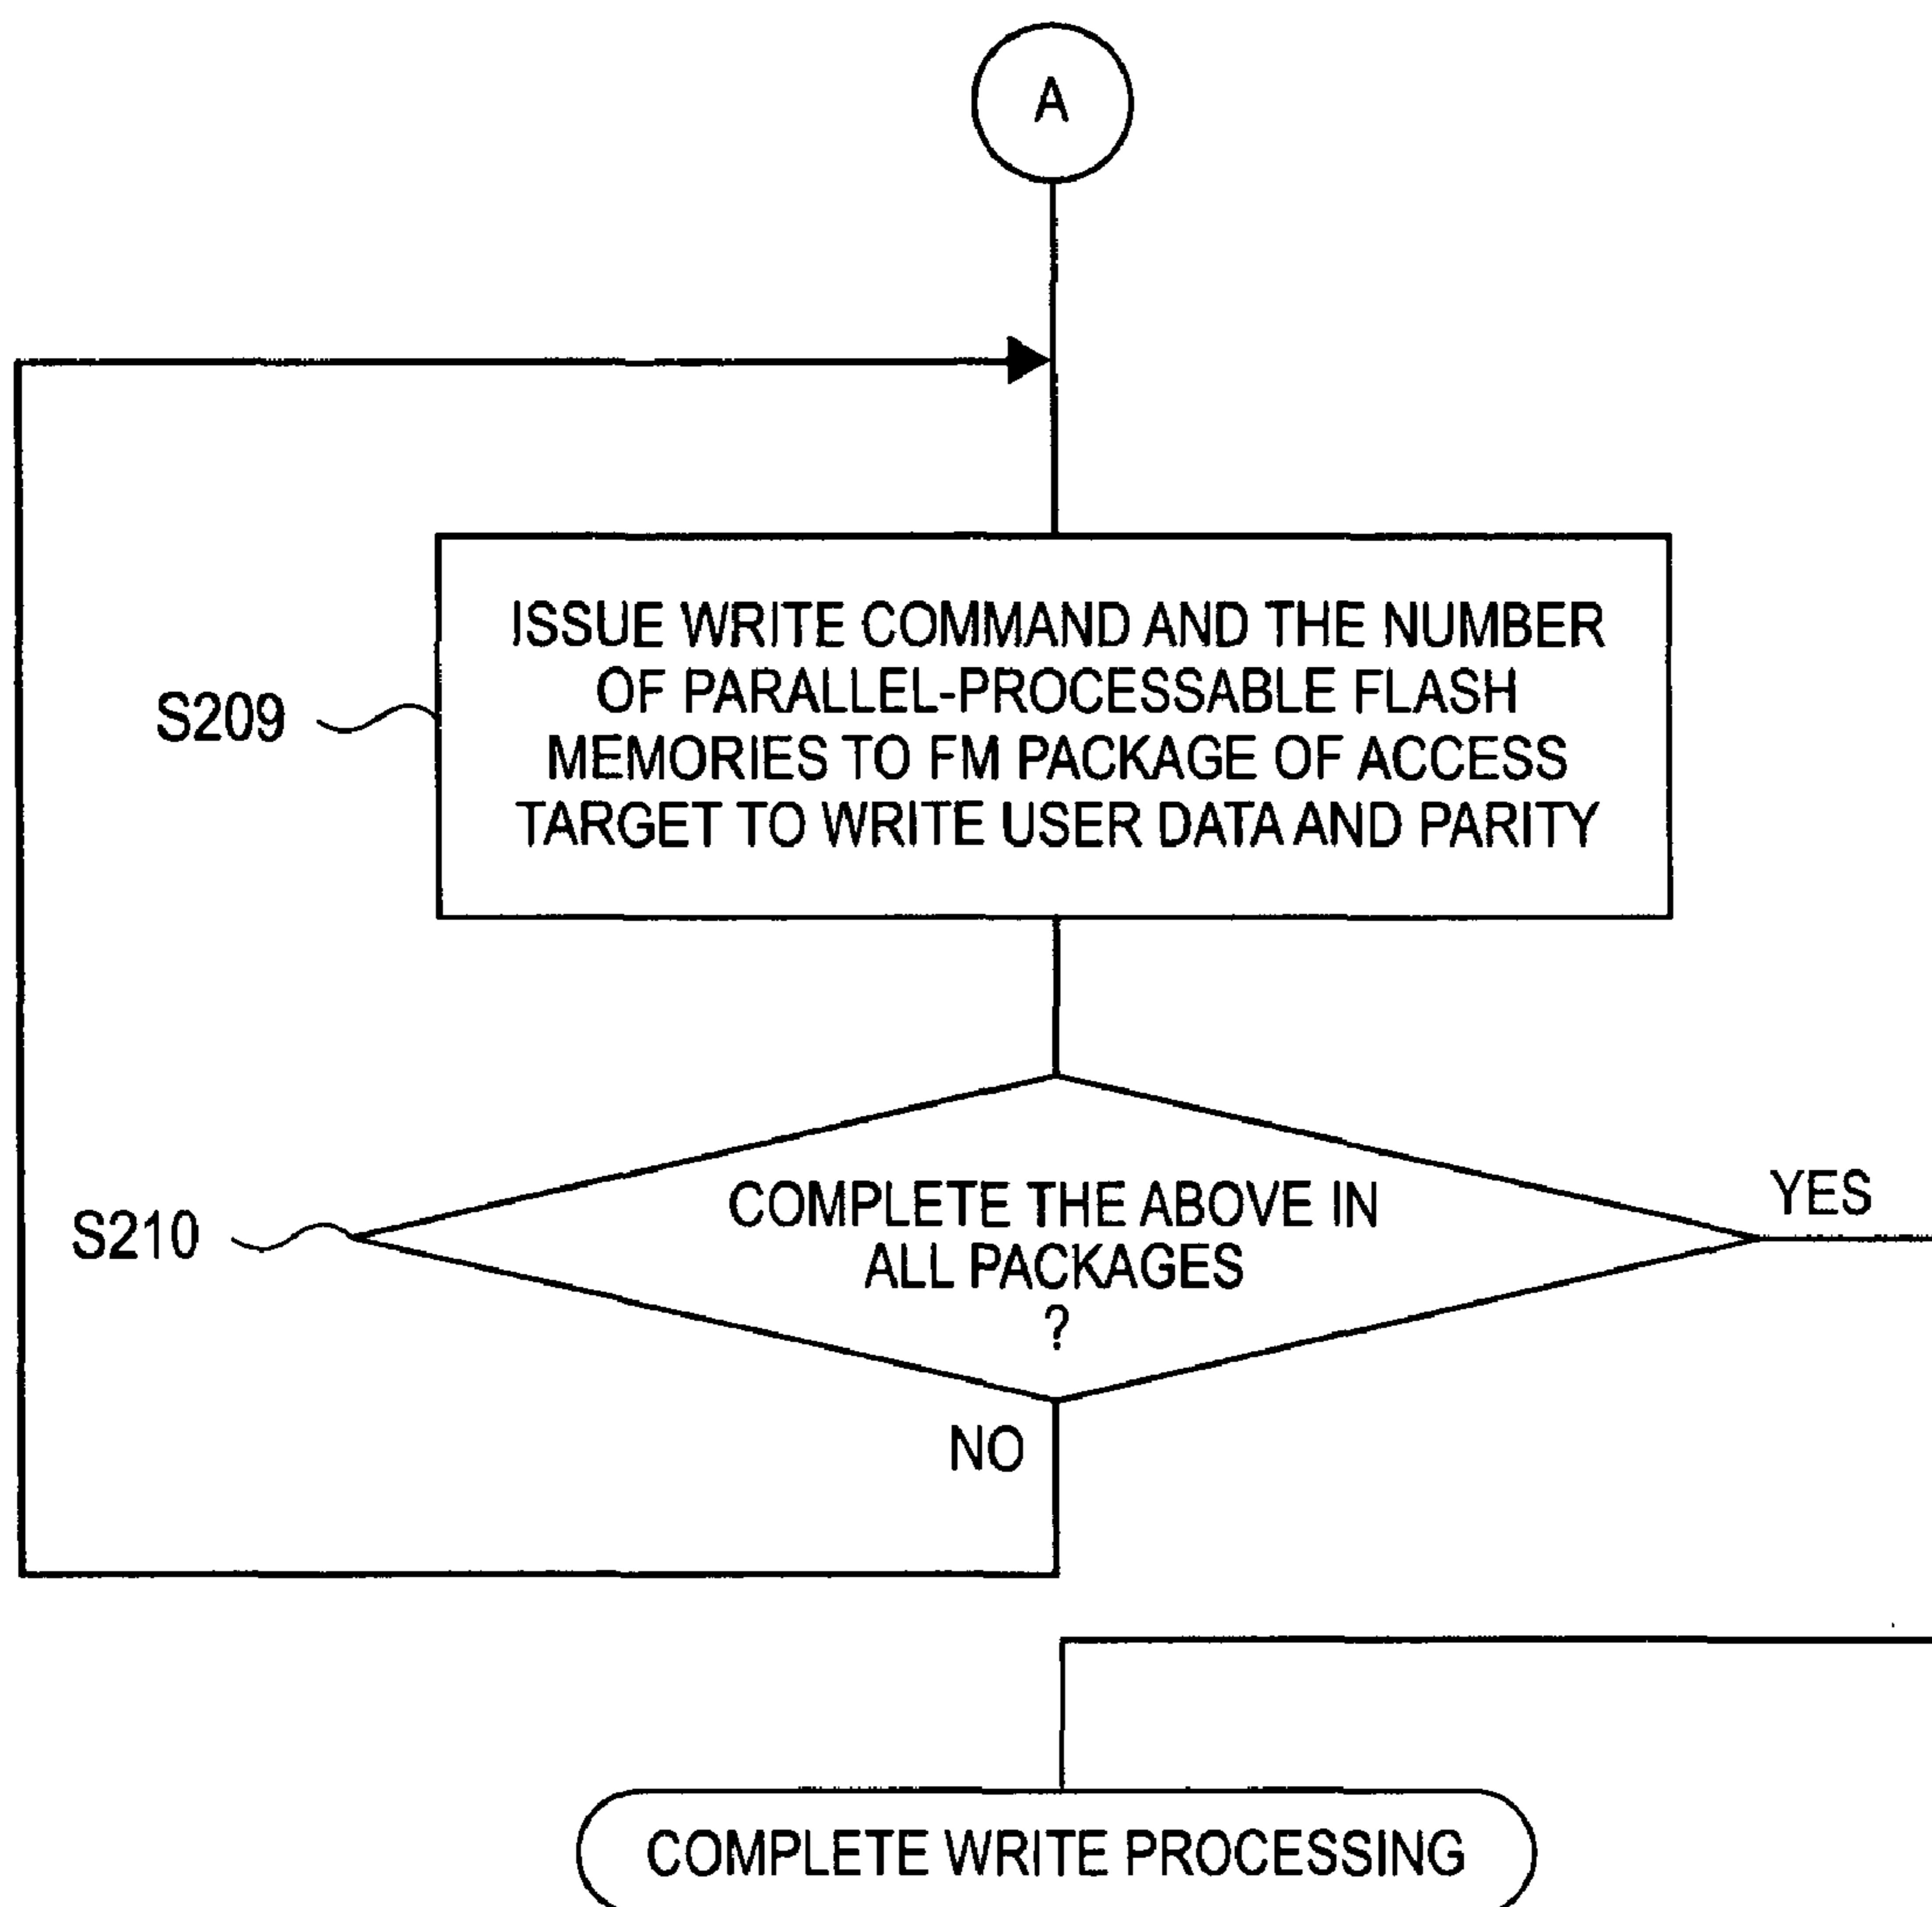 A
ISSUE WRITE COMMAND AND THE NUMBER
OF PARALLEL-PROCESSABLE FLASH
MEMORIES TO FM PACKAGE OF ACCESS
TARGET TO WRITE USER DATA AND PARITY
S209
COMPLETE THE ABOVE IN
ALL PACKAGES
?
S210
YES
NO
COMPLETE WRITE PROCESSING